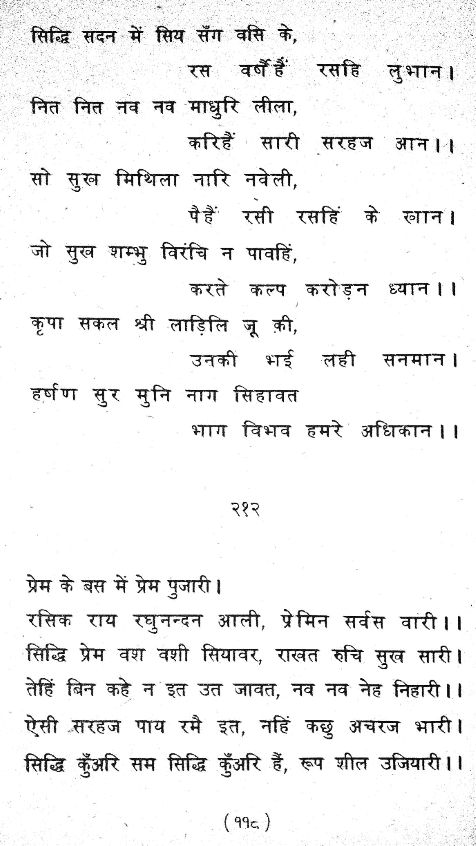 सिद्धि सदन में सिय सँग वसि के,
रस वर्षैहैं रसहि लुभान।
नित नित नव नव माधुरि लीला,
करिहैं सारी सरहज आन।।
सो सुख मिथिला नारि नवेली,
पैहैं रसी रसहिं के खान।
जो सुख शम्भु विरंचि न पावहिं,
करते कल्प करोड़न ध्यान।।
कृपा सकल श्री लाड़िलि जू की,
उनकी भाई लही सनमान।
हर्षण सुर मुनि नाग सिहावत
भाग विभव हमरे अधिकान।।
२१२
प्रेम के बस में प्रेम पुजारी।
रसिक राय रघुनन्दन आली, प्रेमिन सर्वस वारी।।
सिद्धि प्रेम वश वशी सियावर, राखत रुचि सुख सारी।
तेहिं बिन कहे न इत उत जावत, नव नव नेह निहारी।।
ऐसी सरहज पाय रमै इत, नहिं कछु अचरज भारी।
सिद्धि कुँअरि सम सिद्धि कुँअरि हैं, रूप शील उजियारी।।
(११८)